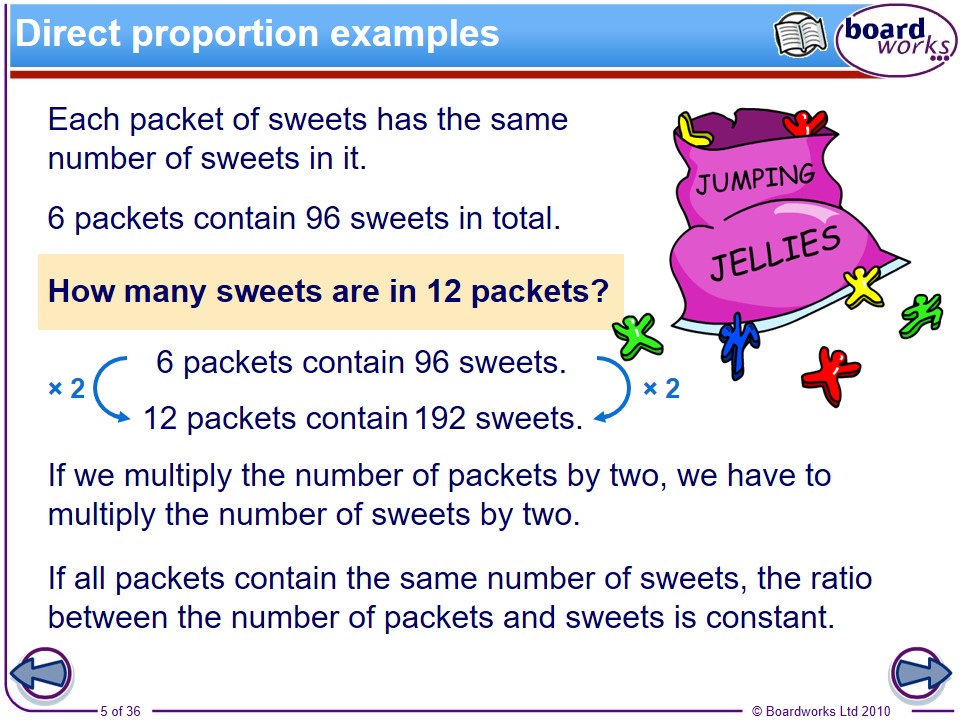 Direct proportion examples
board
works
Each packet of sweets has the same
number of sweets in it.
6 packets contain 96 sweets in total.
JUMPING
JELLIES
How many sweets are in 12 packets?
6 packets contain 96 sweets.
× 2
× 2
12 packets contain 192 sweets.
If we multiply the number of packets by two, we have to
multiply the number of sweets by two.
If all packets contain the same number of sweets, the ratio
between the number of packets and sweets is constant.
5 of 36
© Boardworks Ltd 2010